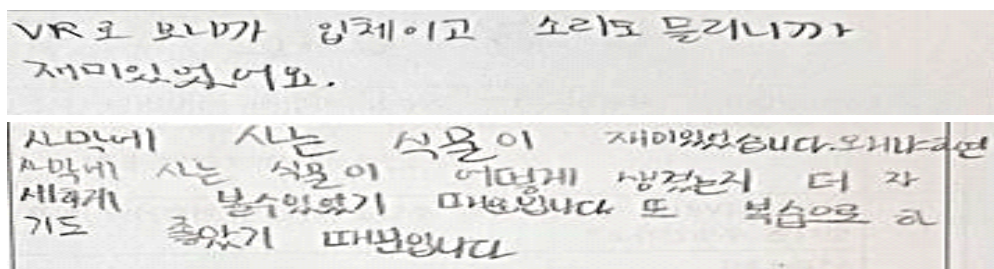 VR로 보니까 입체이고 소리도 들리니까
재미있었어요.
사막에 사는 식물이 재미있었습니다. 왜냐하면
사막에 사는 식물이 어떻게 생겼는지 더 자
세하게 볼수있었기 때문입니다. 또 복습으로 하
기도 좋았기 때문입니다